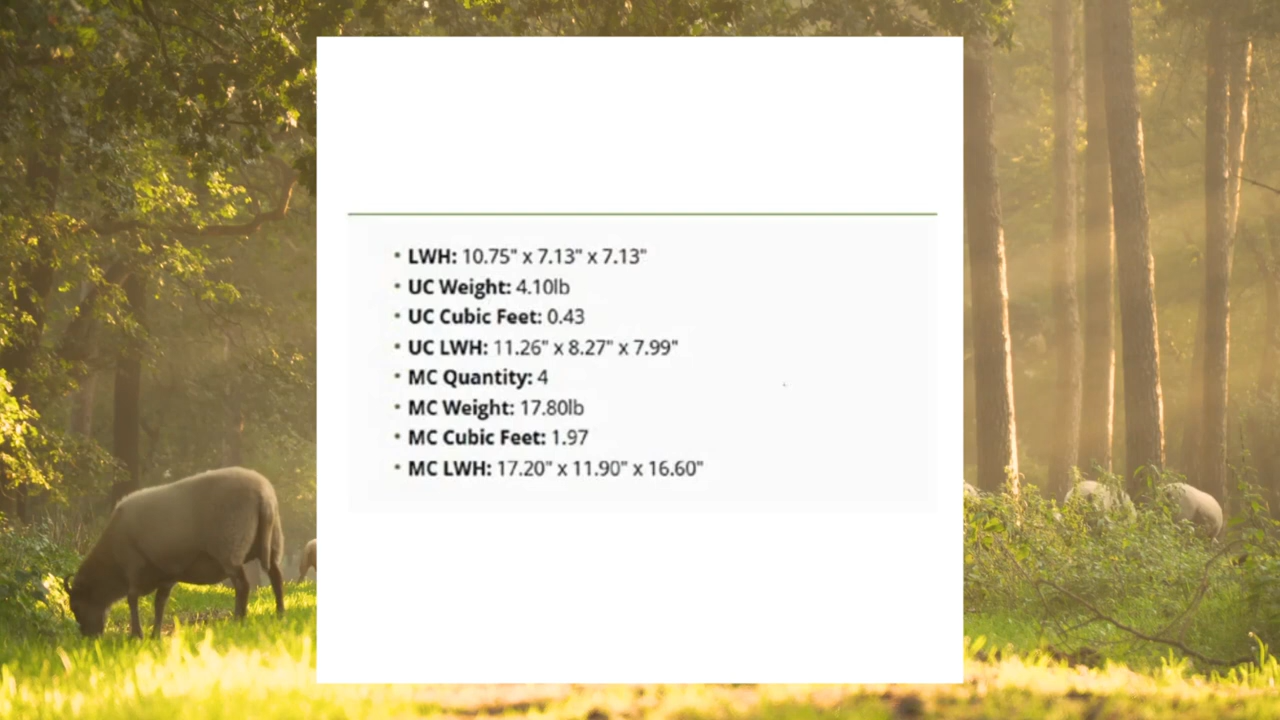 • LWH: 10.75" x 7.13" x 7.13"
• UC Weight: 4.10lb
• UC Cubic Feet: 0.43
• UC LWH: 11.26" x 8.27" x 7.99"
• MC Quantity: 4
• MC Weight: 17.80lb
• MC Cubic Feet: 1.97
• MC LWH: 17.20" x 11.90" x 16.60"